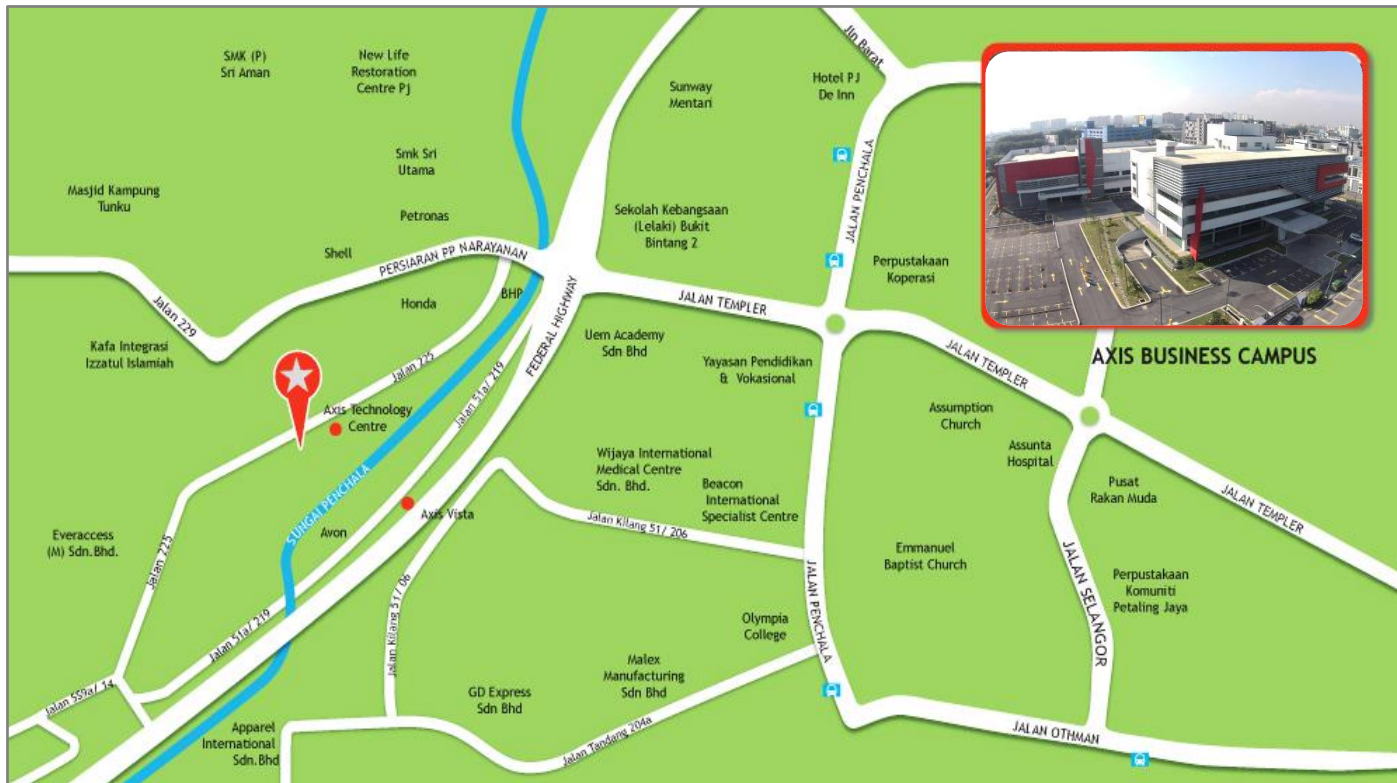 SMK (P)
Sri Aman
New Life
Restoration
Centre Pj
Jln Barat
Hotel PJ
De Inn
Sunway
Mentari
Smk Sri
Utama
Masjid Kampung
Tunku
Petronas
Shell
JALAN PENCHALA
Sekolah Kebangsaan
(Lelaki) Bukit
Bintang 2
Perpustakaan
Koperasi
PERSIARAN PP NARAYANAN
Jalan 229
Honda
BHP
FEDERAL HIGHWAY
JALAN TEMPLER
Kafa Integrasi
Izzatul Islamiah
Uem Academy
Sdn Bhd
Yayasan Pendidikan
& Vokasional
JALAN TEMPLER
AXIS BUSINESS CAMPUS
Jalan 225
Jalan 51a/ 219
Axis Technology
Centre
Assumption
Church
Assunta
Hospital
Wijaya International
Medical Centre
Sdn. Bhd.
Beacon
International
Specialist Centre
Pusat
Rakan Muda
JALAN TEMPLER
SUNGAI PENCHALA
Axis Vista
Jalan Kilang 51/ 206
Everaccess
(M) Sdn.Bhd.
Avon
Jalan 225
Emmanuel
Baptist Church
JALAN SELANGOR
Perpustakaan
Komuniti
Petaling Jaya
Jalan 51a/ 219
Jalan Kilang 51/ 06
JALAN PENCHALA
Olympia
College
Malex
Manufacturing
Sdn Bhd
GD Express
Sdn Bhd
Jalan SS9a/ 14
Apparel
International
Sdn.Bhd
Jalan Tandang 204a
JALAN OTHMAN